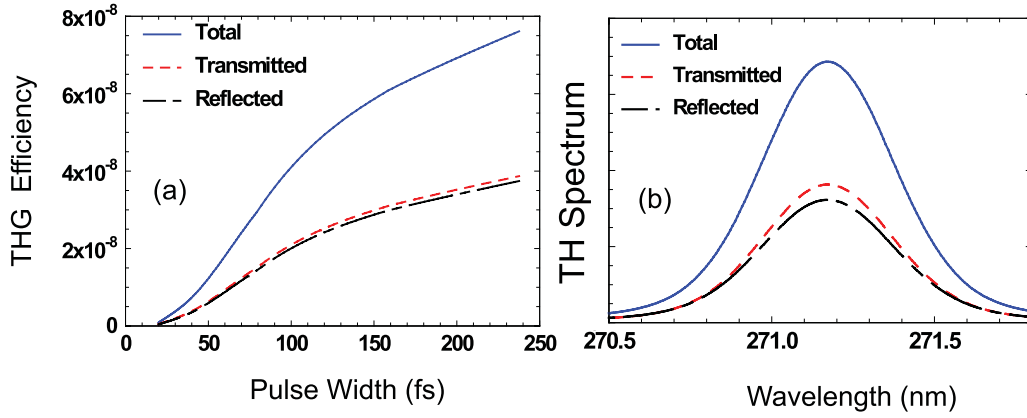 8x10-8
6x10-8
4x10-8
2x10-8
0
THG Efficiency
Total
Transmitted
Reflected
(a)
0 50 100 150 200 250
Pulse Width (fs)
TH Spectrum
Total
Transmitted
Reflected
(b)
270.5 271.0 271.5
Wavelength (nm)